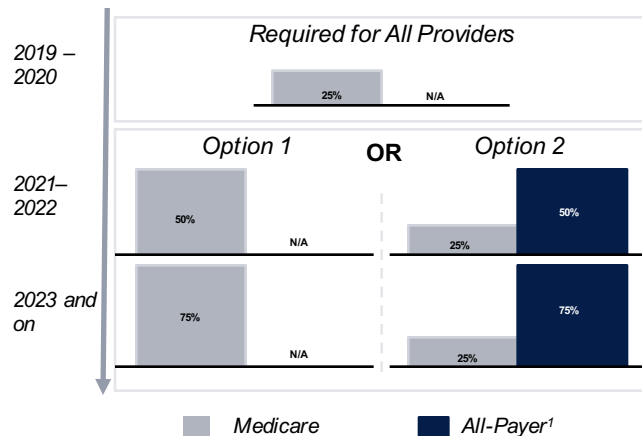 Required for All Providers
2019 –
2020
25%
N/A
Option 1
OR
Option 2
2021–
2022
50%
N/A
25%
50%
2023 and
on
75%
N/A
25%
75%
Medicare
All-Payer¹